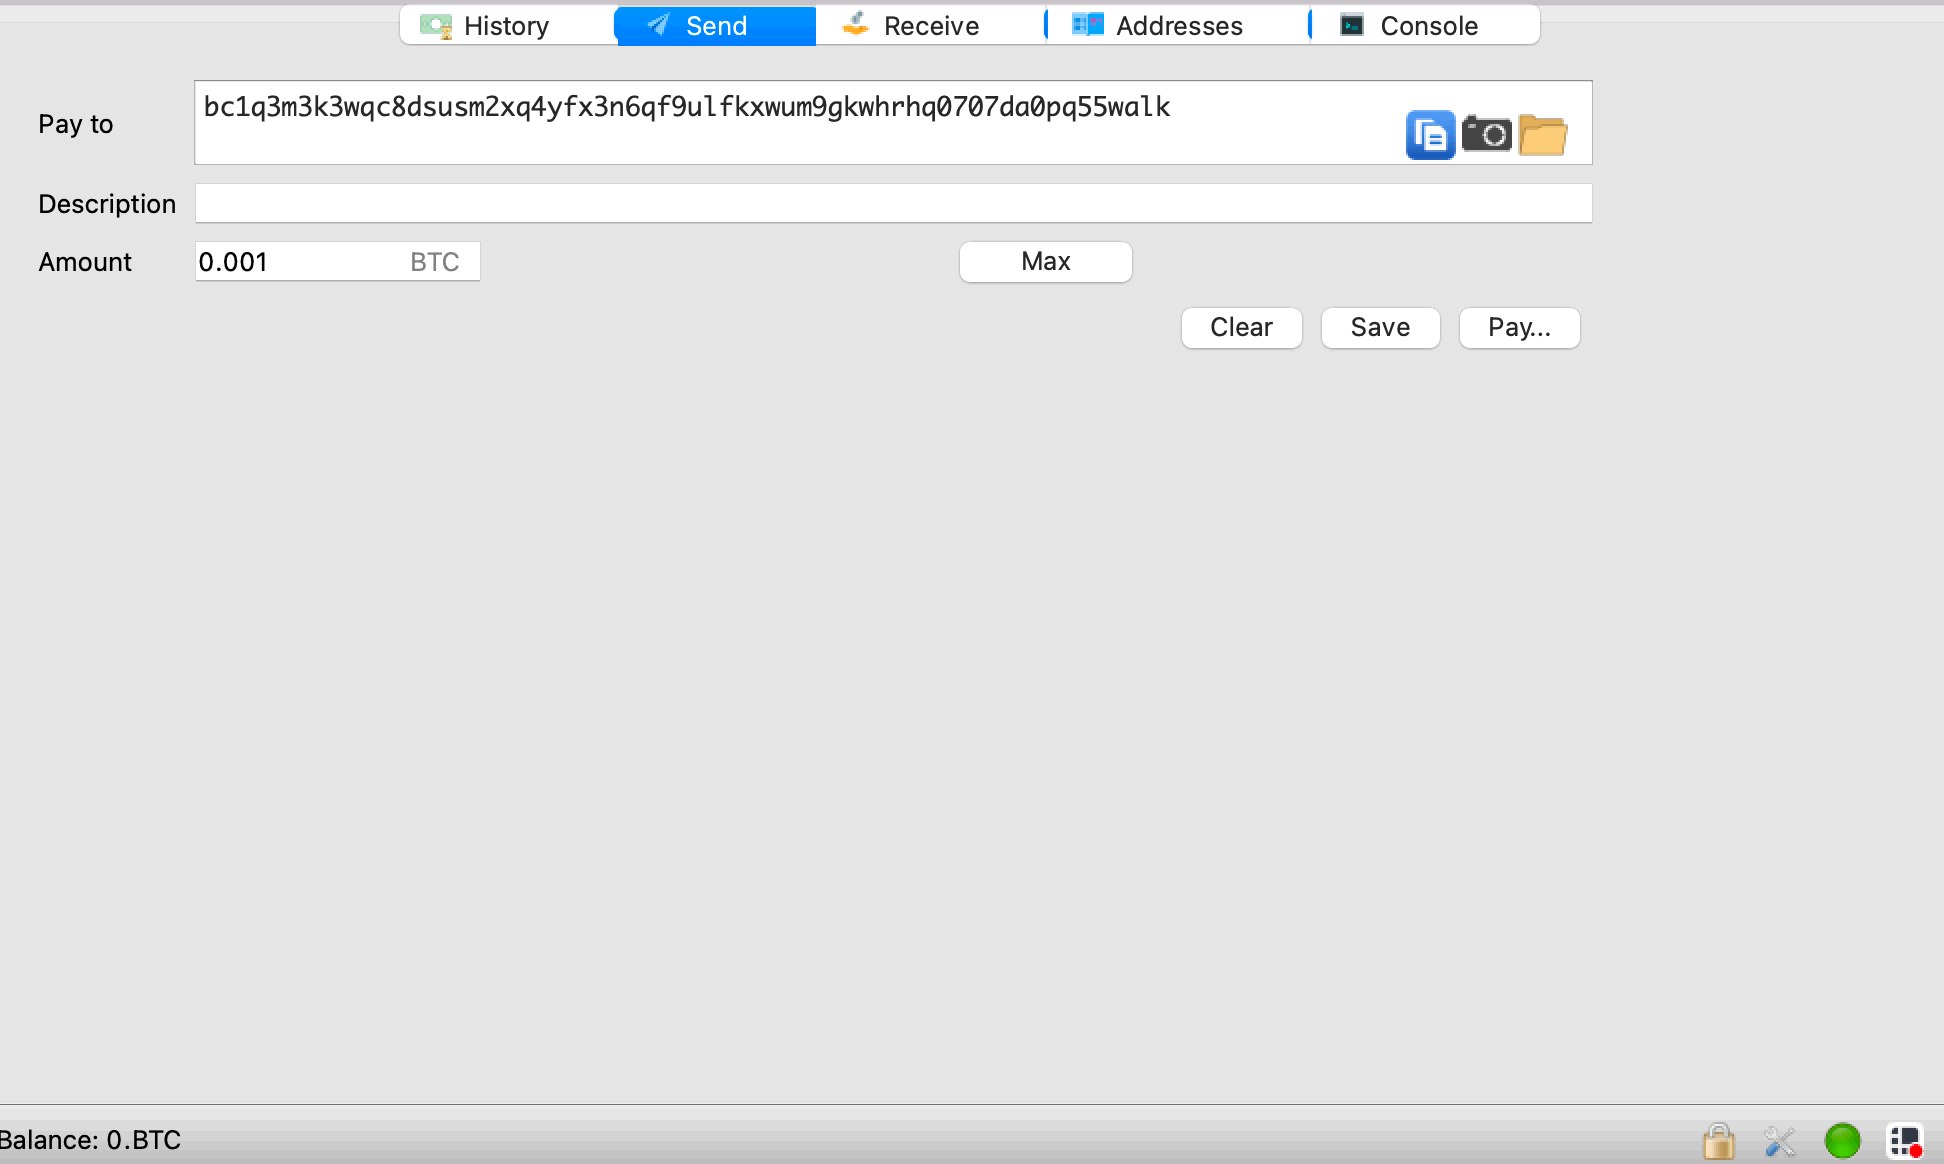 History Send Receive Addresses Console
Pay to bc1q3m3k3wqc8dsusm2xq4yfx3n6qf9ulfkxwum9gkwhrhq0707da0pq55walk
Description
Amount 0.001 BTC Max
Clear Save Pay...
Balance: 0.BTC